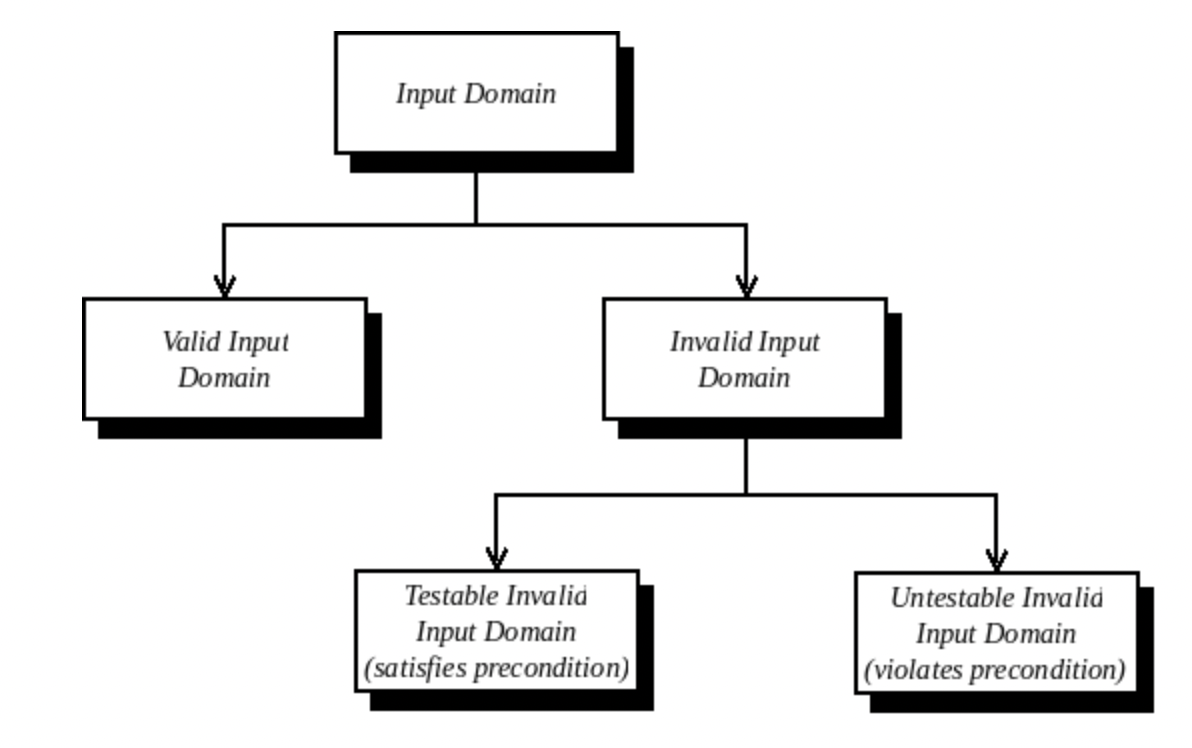 Input Domain
Valid Input
Domain
Invalid Input
Domain
Testable Invalid
Input Domain
(satisfies precondition)
Untestable Invalid
Input Domain
(violates precondition)